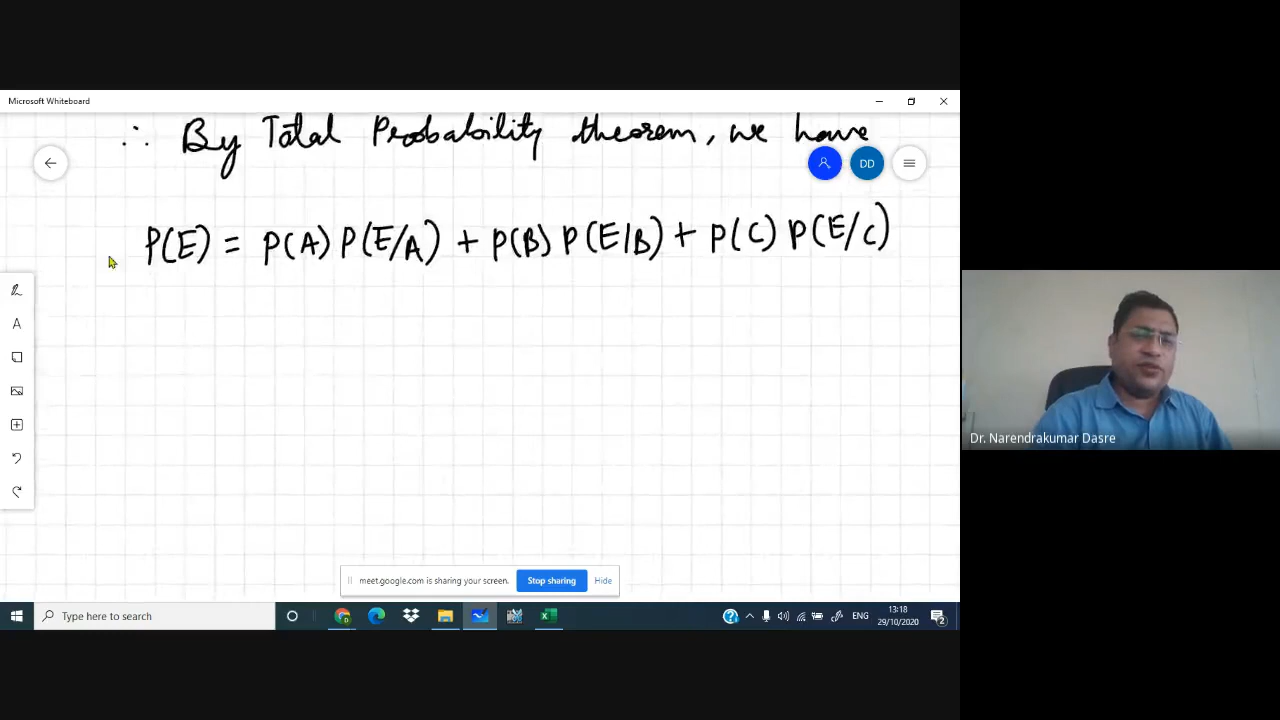 Microsoft Whiteboard
∴ By Total Probability theorem, we have
DD
P(E) = P(A) P(E/A) + P(B) P(E/B) + P(C) P(E/C)
A
Dr. Narendrakumar Dasre
meet.google.com is sharing your screen. Stop sharing Hide
Type here to search
ENG
13:18
29/10/2020
2